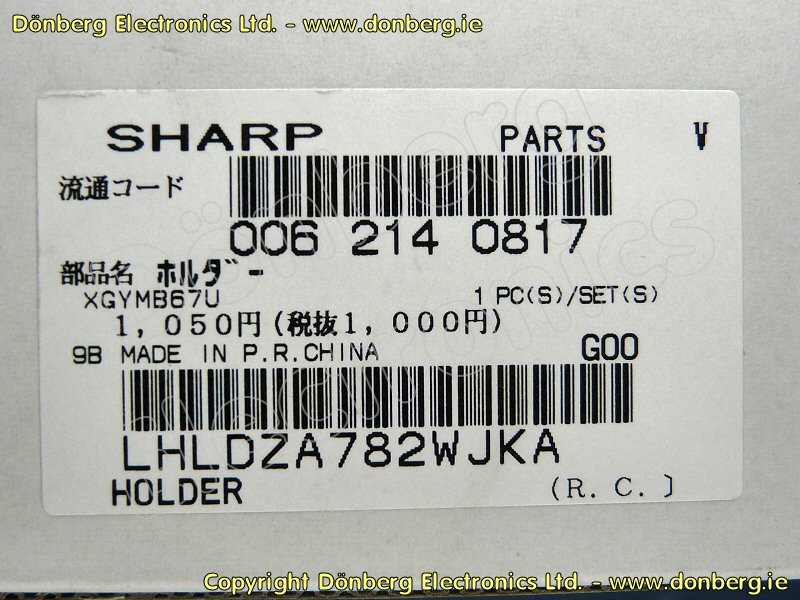 Dönberg Electronics Ltd. - www.donberg.ie
SHARP PARTS V
流通コード
006 214 0817
部品名 ホルダー
XGYMB67U 1 PC(S)/SET(S)
1,050円(税抜1,000円)
9B MADE IN P.R.CHINA G00
LHLDZA782WJKA
HOLDER (R.C.)
Dönberg Electronics
Copyright Dönberg Electronics Ltd. - www.donberg.ie